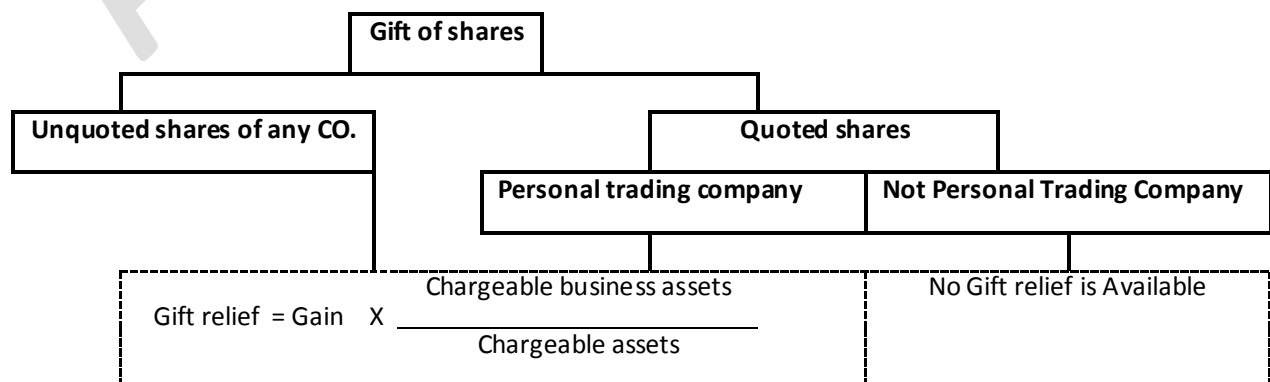 Gift of shares
Unquoted shares of any CO.
Quoted shares
Personal trading company
Not Personal Trading Company
Chargeable business assets
Gift relief = Gain X
Chargeable assets
No Gift relief is Available